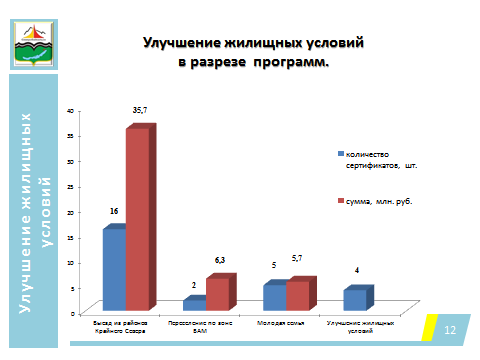 Улучшение жилищных условий
в разрезе программ.
Улучшение жилищных
условий
40
35
30
25
20
15
10
5
0
16
35,7
2
6,3
5
5,7
4
Выезд из районов
Крайнего Севера
Переселение по зоне
БАМ
Молодая семья
Улучшение жилищных
условий
количество
сертификатов, шт.
сумма, млн. руб.
12